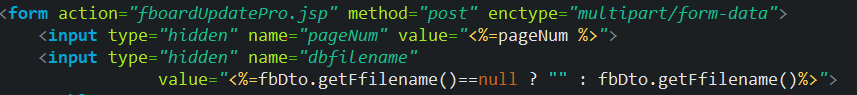 <form action="fboardUpdatePro.jsp" method="post" enctype="multipart/form-data">
<input type="hidden" name="pageNum" value="<%=pageNum %>">
<input type="hidden" name="dbfilename"
value="<%=fbDto.getFfilename()==null ? "" : fbDto.getFfilename()%>">